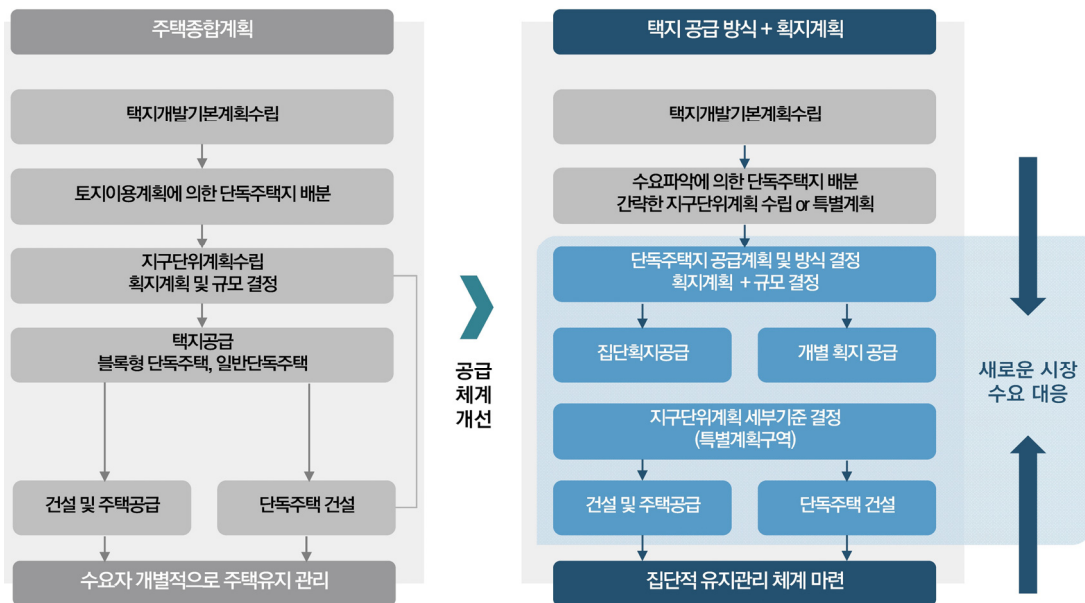 주택종합계획
택지개발기본계획수립
토지이용계획에 의한 단독주택지 배분
지구단위계획수립
획지계획 및 규모 결정
택지공급
블록형 단독주택, 일반단독주택
건설 및 주택공급
단독주택 건설
수요자 개별적으로 주택유지 관리
공급
체계
개선
택지 공급 방식 + 획지계획
택지개발기본계획수립
수요파악에 의한 단독주택지 배분
간략한 지구단위계획 수립 or 특별계획
단독주택지 공급계획 및 방식 결정
획지계획 + 규모 결정
집단획지공급
개별 획지 공급
지구단위계획 세부기준 결정
(특별계획구역)
건설 및 주택공급
단독주택 건설
집단적 유지관리 체계 마련
새로운 시장
수요 대응